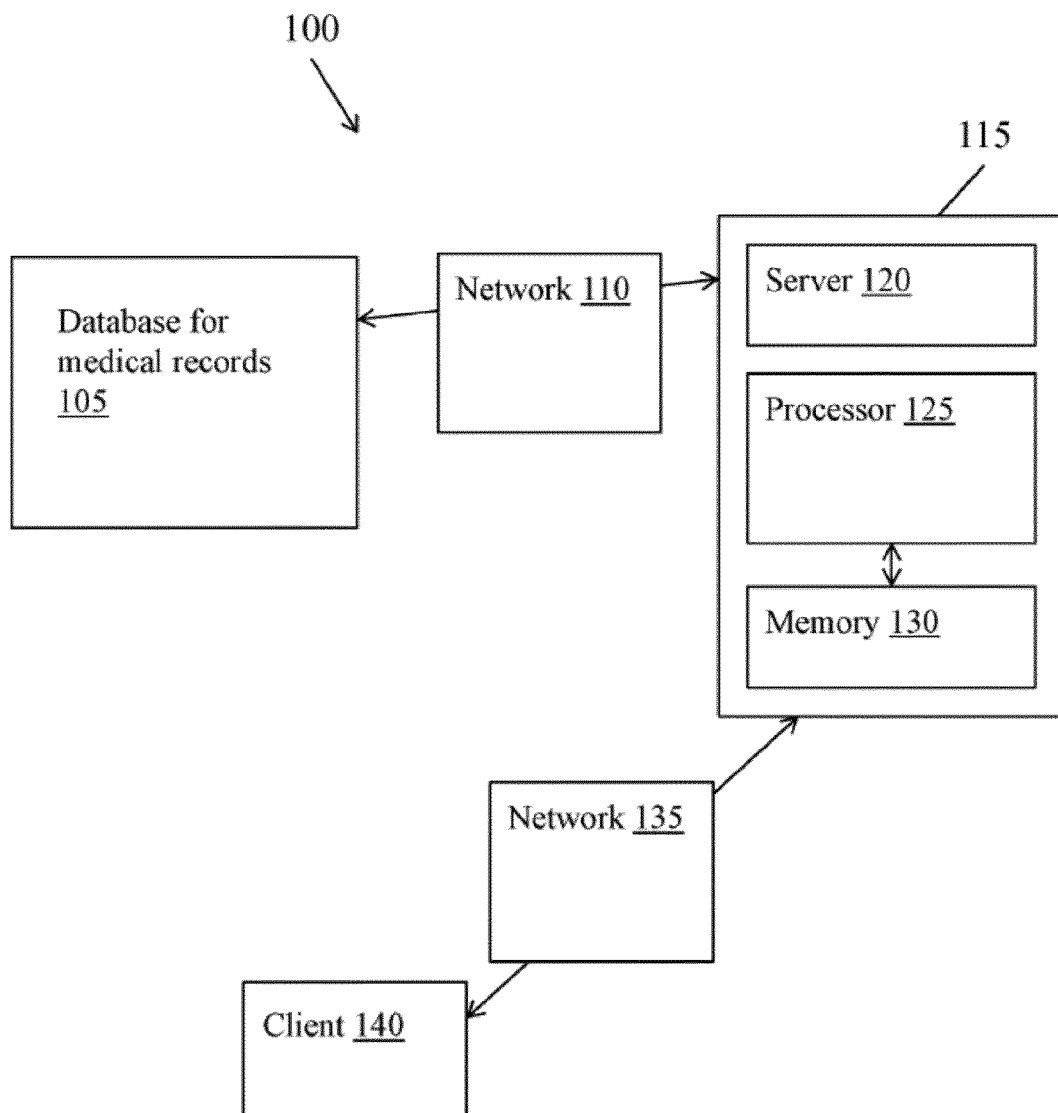 100
115
Database for
medical records
105
Network 110
Server 120
Processor 125
Memory 130
Network 135
Client 140